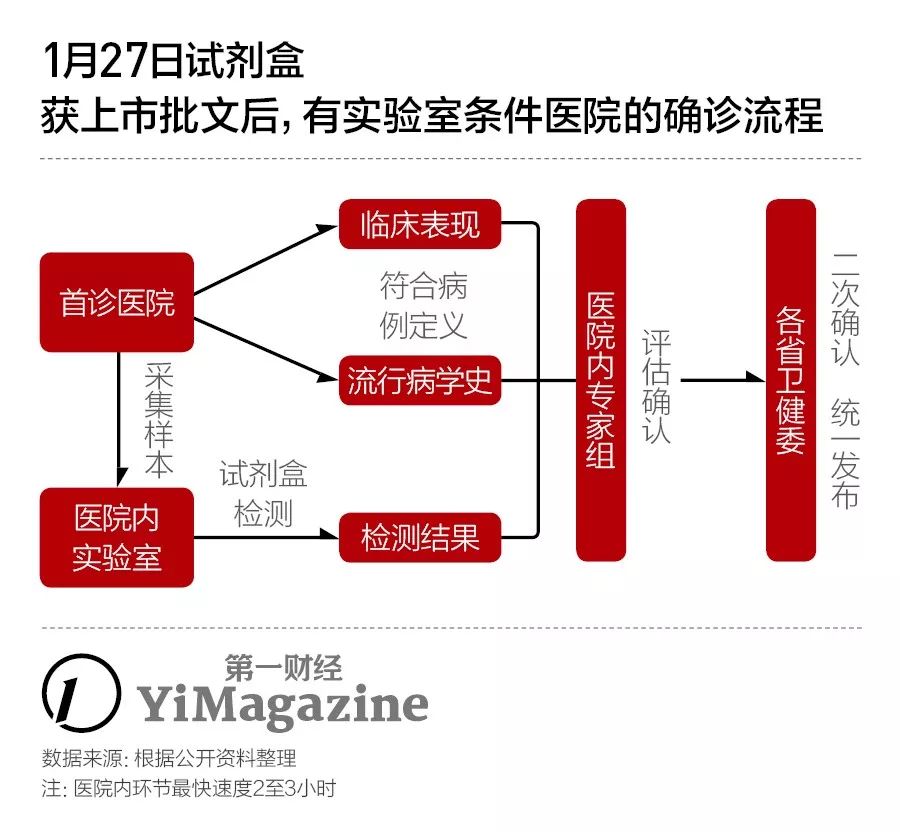 1月27日试剂盒
获上市批文后，有实验室条件医院的确诊流程
首诊医院
临床表现
符合病
例定义
流行病学史
采集样本
医院内
实验室
试剂盒
检测
检测结果
医院内专家组
评估确认
各省卫健委
二次确认 统一发布
第一财经
YiMagazine
数据来源：根据公开资料整理
注：医院内环节最快速度2至3小时